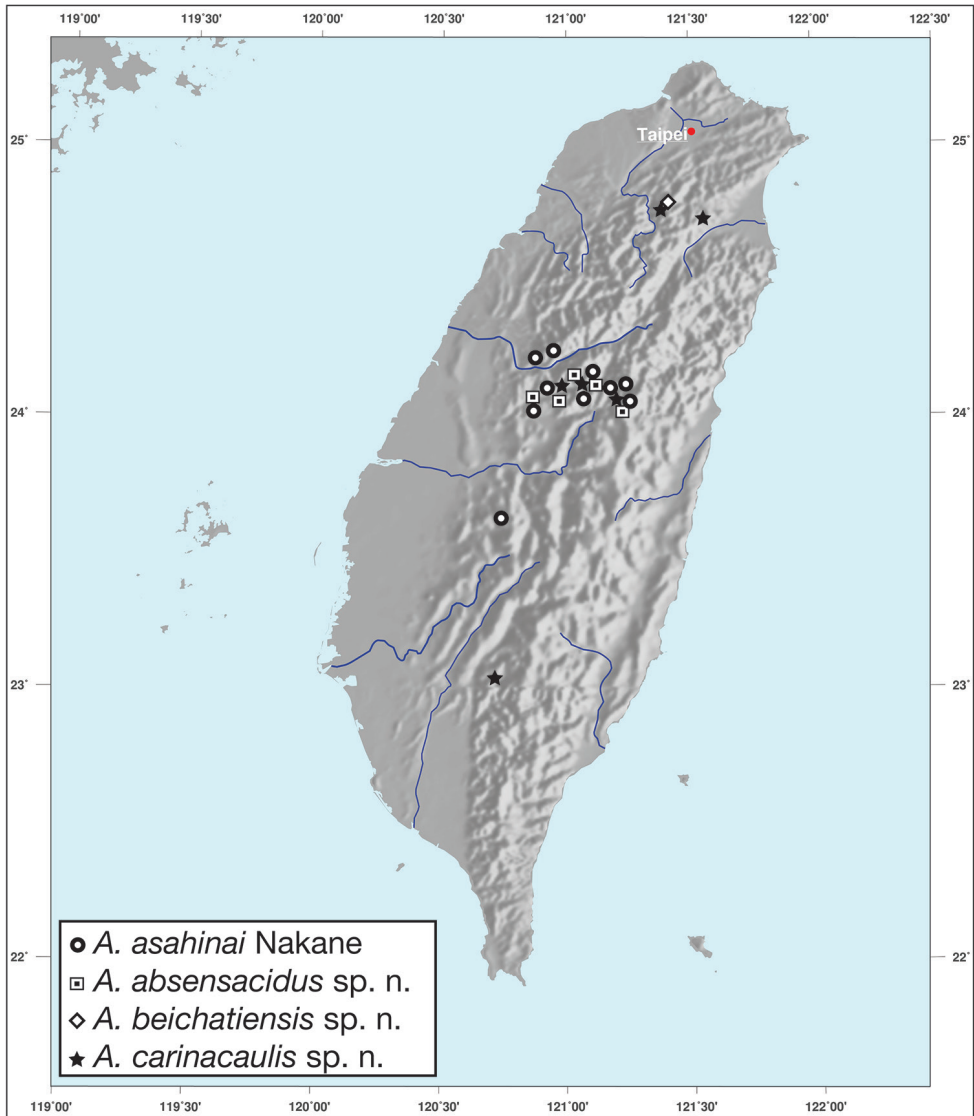 119°00' 119°30' 120°00' 120°30' 121°00' 121°30' 122°00' 122°30'
25° 25°
Taipei
24° 24°
23° 23°
22° 22°
A. asahinai Nakane
A. absensacidus sp. n.
A. beichatiensis sp. n.
A. carinacaulis sp. n.
119°00' 119°30' 120°00' 120°30' 121°00' 121°30' 122°00'